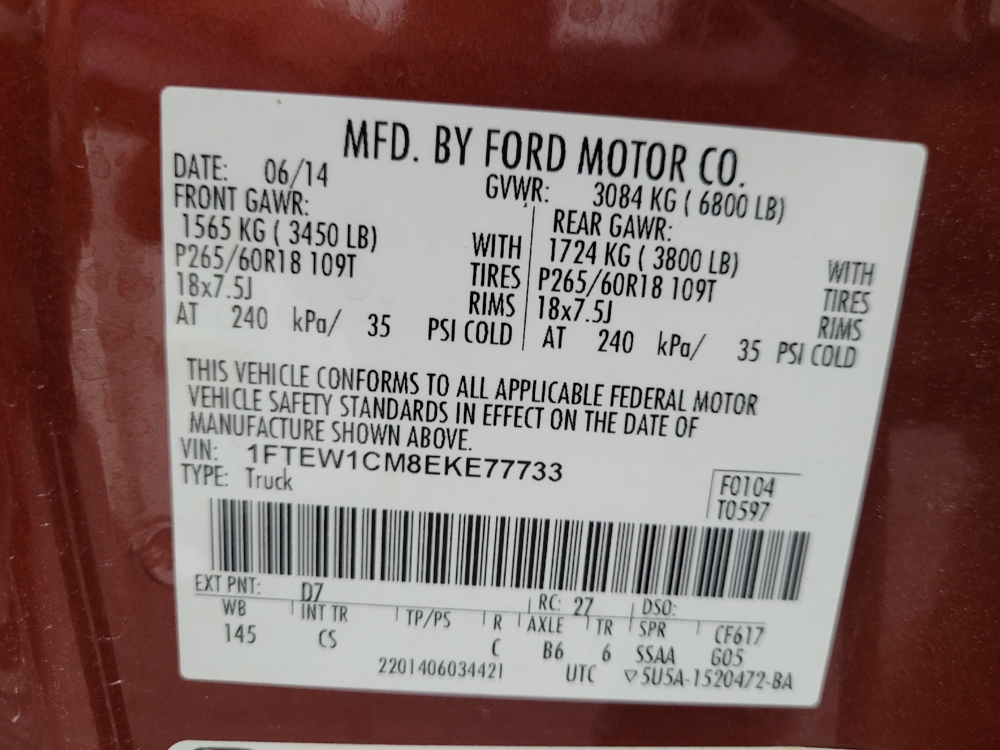 MFD. BY FORD MOTOR CO.
DATE: 06/14 GVWR: 3084 KG ( 6800 LB)
FRONT GAWR: REAR GAWR:
1565 KG ( 3450 LB) WITH 1724 KG ( 3800 LB) WITH
P265/60R18 109T TIRES P265/60R18 109T TIRES
18x7.5J RIMS 18x7.5J RIMS
AT 240 kPa/ 35 PSI COLD AT 240 kPa/ 35 PSI COLD
THIS VEHICLE CONFORMS TO ALL APPLICABLE FEDERAL MOTOR
VEHICLE SAFETY STANDARDS IN EFFECT ON THE DATE OF
MANUFACTURE SHOWN ABOVE.
VIN: 1FTEW1CM8EKE77733
TYPE: Truck
F0104
T0597
EXT PNT: D7 RC: 27 DSO:
WB INT TR TP/PS R AXLE TR SPR CF617
145 CS C B6 6 SSAA G05
2201406034421 UTC ▽5U5A-1520472-BA